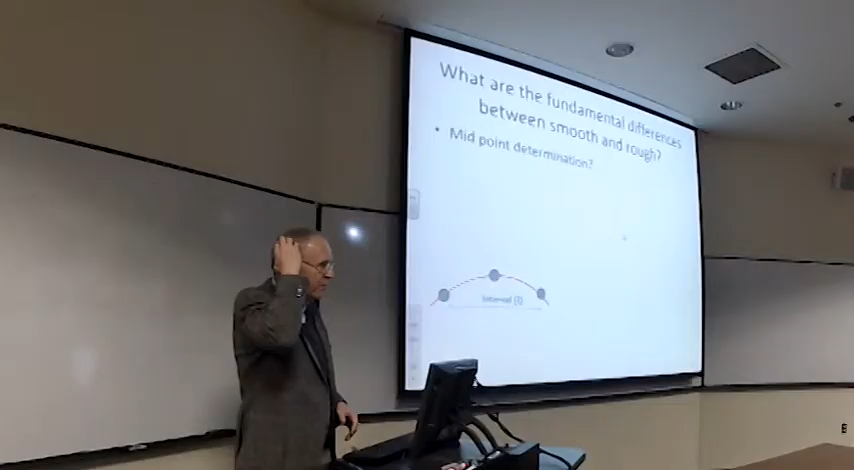 What are the fundamental differences
between smooth and rough?
• Mid point determination?
Interval (I)